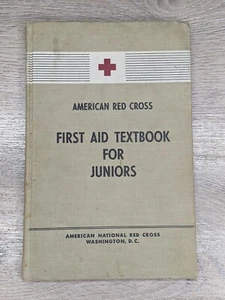 AMERICAN RED CROSS
FIRST AID TEXTBOOK
FOR
JUNIORS
AMERICAN NATIONAL RED CROSS
WASHINGTON, D.C.